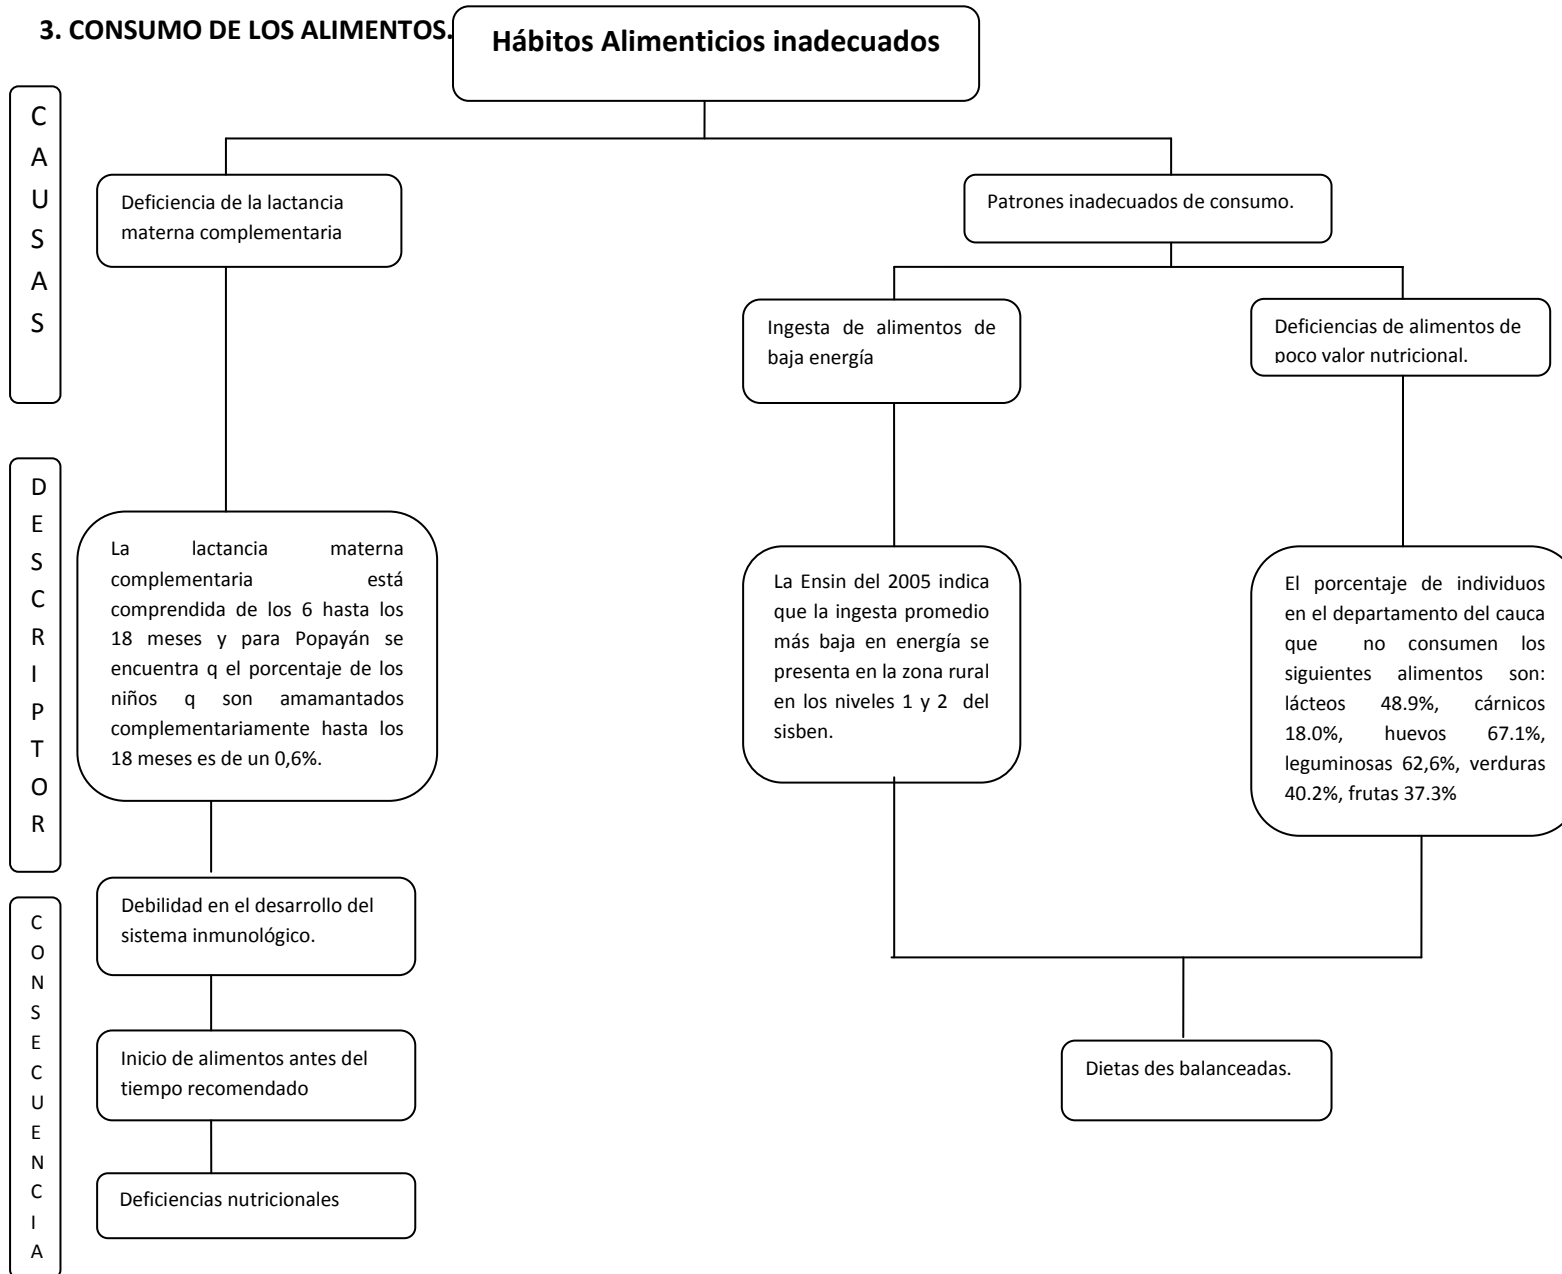 3. CONSUMO DE LOS ALIMENTOS.
Hábitos Alimenticios inadecuados
C
A
U
S
A
S
Deficiencia de la lactancia
materna complementaria
Patrones inadecuados de consumo.
Ingesta de alimentos de
baja energía
Deficiencias de alimentos de
poco valor nutricional.
D
E
S
C
R
I
P
T
O
R
La lactancia materna
complementaria está
comprendida de los 6 hasta los
18 meses y para Popayán se
encuentra q el porcentaje de los
niños q son amamantados
complementariamente hasta los
18 meses es de un 0,6%.
La Ensin del 2005 indica
que la ingesta promedio
más baja en energía se
presenta en la zona rural
en los niveles 1 y 2 del
sisben.
El porcentaje de individuos
en el departamento del cauca
que no consumen los
siguientes alimentos son:
lácteos 48.9%, cárnicos
18.0%, huevos 67.1%,
leguminosas 62,6%, verduras
40.2%, frutas 37.3%
C
O
N
S
E
C
U
E
N
C
I
A
Debilidad en el desarrollo del
sistema inmunológico.
Inicio de alimentos antes del
tiempo recomendado
Deficiencias nutricionales
Dietas des balanceadas.